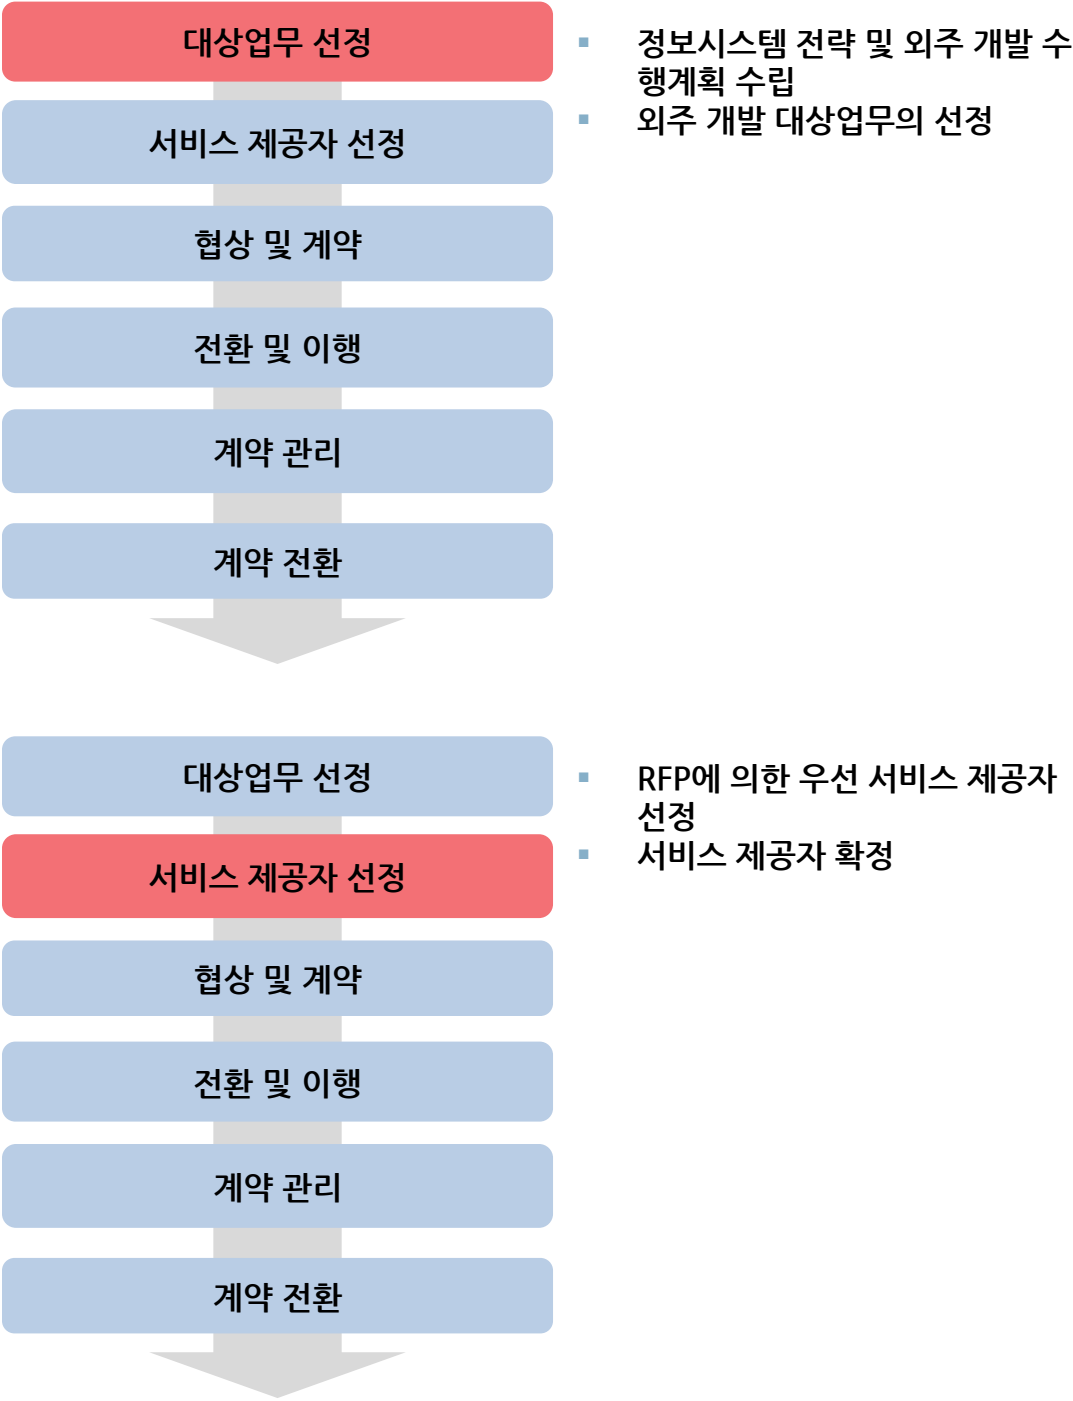 대상업무 선정
서비스 제공자 선정
협상 및 계약
전환 및 이행
계약 관리
계약 전환
▪ 정보시스템 전략 및 외주 개발 수
행계획 수립
▪ 외주 개발 대상업무의 선정
대상업무 선정
서비스 제공자 선정
협상 및 계약
전환 및 이행
계약 관리
계약 전환
▪ RFP에 의한 우선 서비스 제공자
선정
▪ 서비스 제공자 확정